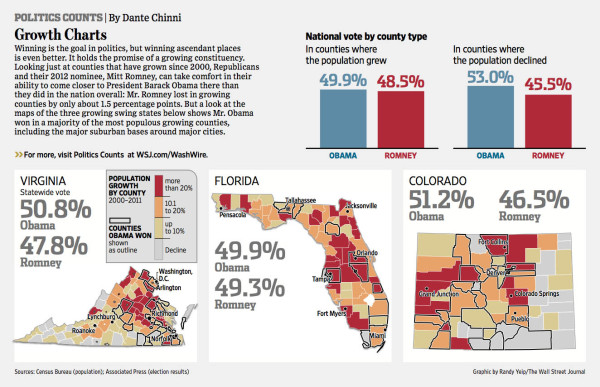 POLITICS COUNTS | By Dante Chinni
Growth Charts
Winning is the goal in politics, but winning ascendant places
is even better. It holds the promise of a growing constituency.
Looking just at counties that have grown since 2000, Republicans
and their 2012 nominee, Mitt Romney, can take comfort in their
ability to come closer to President Barack Obama there than
they did in the nation overall: Mr. Romney lost in growing
counties by only about 1.5 percentage points. But a look at the
maps of the three growing swing states below shows Mr. Obama
won in a majority of the most populous growing counties,
including the major suburban bases around major cities.
>> For more, visit Politics Counts at WSJ.com/WashWire.
National vote by county type
In counties where
the population grew
49.9% 48.5%
OBAMA ROMNEY
In counties where
the population declined
53.0% 45.5%
OBAMA ROMNEY
VIRGINIA
Statewide vote
50.8%
Obama
47.8%
Romney
POPULATION
GROWTH
BY COUNTY
2000-2011
COUNTIES
OBAMA WON
shown
as outline
more
than 20%
10.1
to 20%
up
to 10%
Decline
Washington,
D.C.
Arlington
Lynchburg
Richmond
Roanoke
Norfolk
FLORIDA
Tallahassee
Jacksonville
Pensacola
Orlando
49.9%
Obama
Tampa
49.3%
Romney
Fort Myers
Miami
COLORADO
51.2% 46.5%
Obama Romney
Fort Collins
Denver
Grand Junction
Colorado Springs
Pueblo
Sources: Census Bureau (population); Associated Press (election results)
Graphic by Randy Yeip/The Wall Street Journal